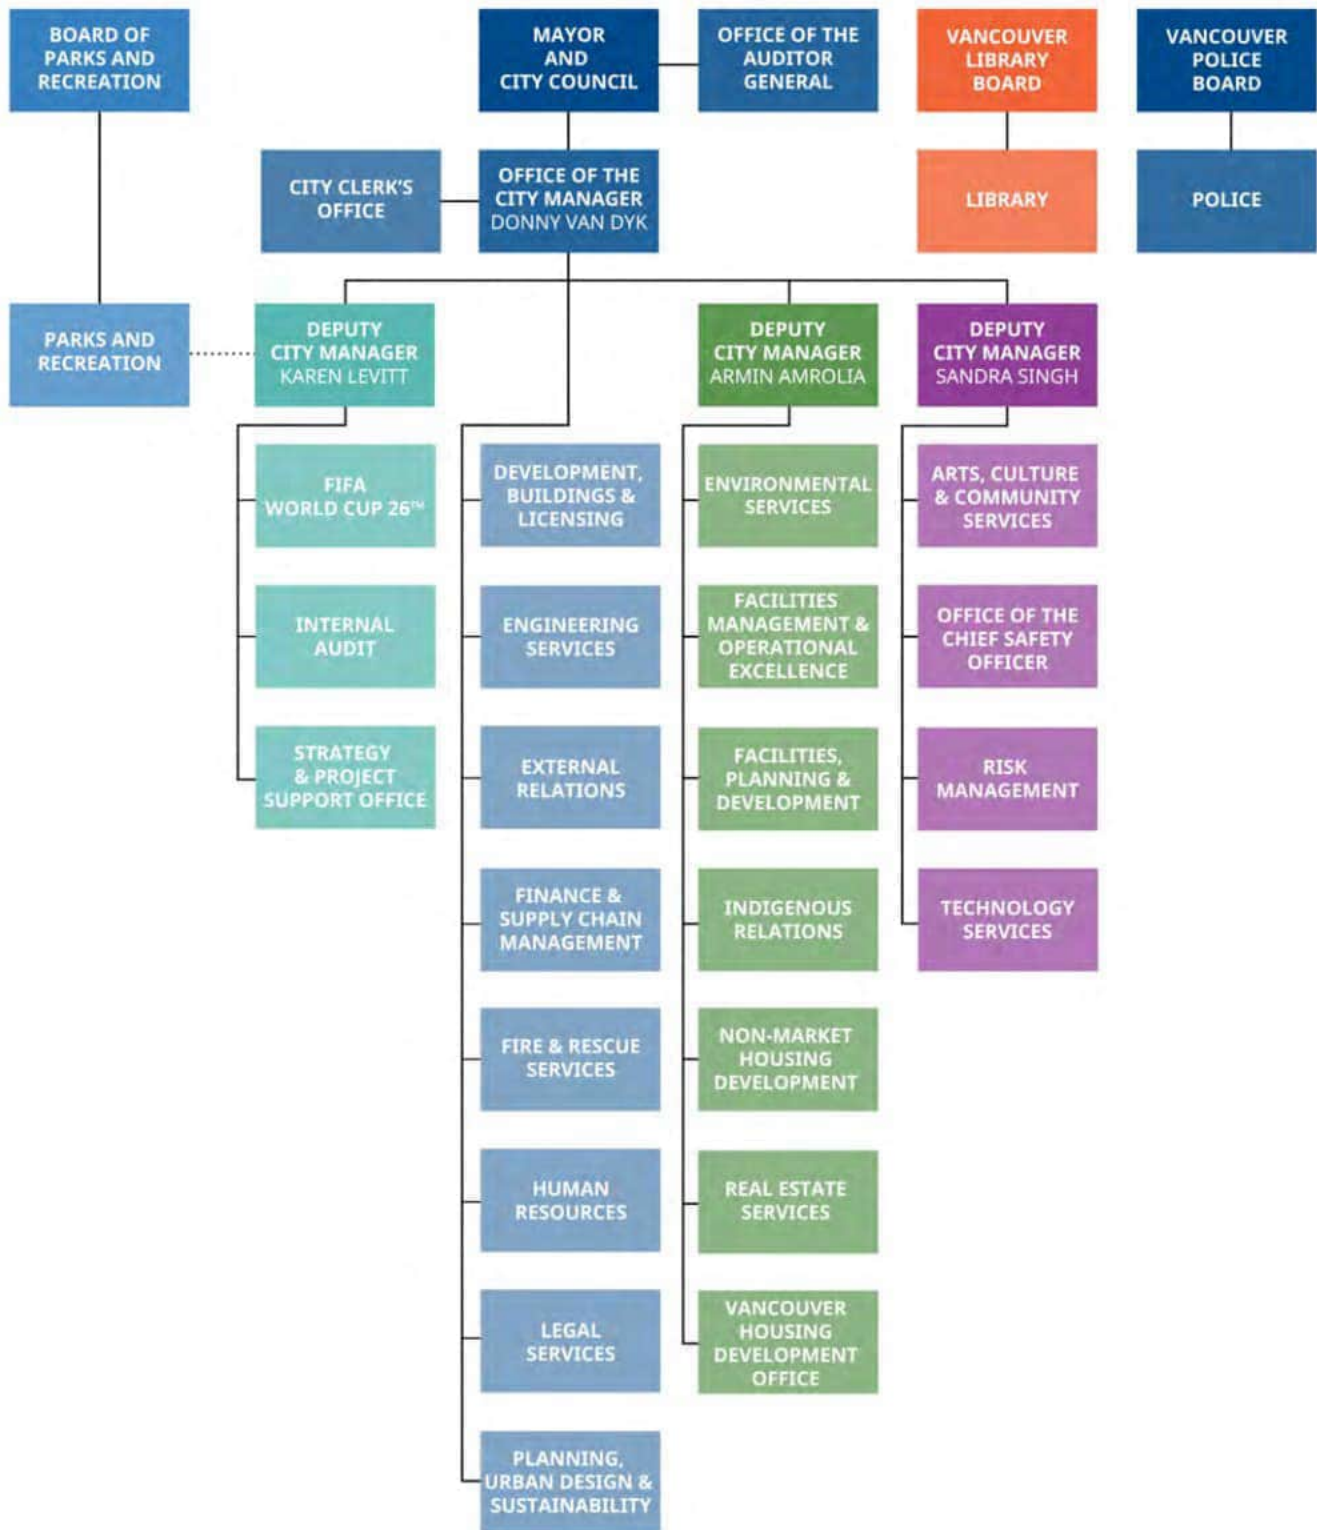 BOARD OF
PARKS AND
RECREATION
MAYOR
AND
CITY COUNCIL
OFFICE OF THE
AUDITOR
GENERAL
VANCOUVER
LIBRARY
BOARD
VANCOUVER
POLICE
BOARD
CITY CLERK'S
OFFICE
OFFICE OF THE
CITY MANAGER
DONNY VAN DYK
LIBRARY
POLICE
PARKS AND
RECREATION
DEPUTY
CITY MANAGER
KAREN LEVITT
DEPUTY
CITY MANAGER
ARMIN AMROLIA
DEPUTY
CITY MANAGER
SANDRA SINGH
FIFA
WORLD CUP 26™
INTERNAL
AUDIT
STRATEGY
& PROJECT
SUPPORT OFFICE
DEVELOPMENT,
BUILDINGS &
LICENSING
ENGINEERING
SERVICES
EXTERNAL
RELATIONS
FINANCE &
SUPPLY CHAIN
MANAGEMENT
FIRE & RESCUE
SERVICES
HUMAN
RESOURCES
LEGAL
SERVICES
PLANNING,
URBAN DESIGN &
SUSTAINABILITY
ENVIRONMENTAL
SERVICES
FACILITIES
MANAGEMENT &
OPERATIONAL
EXCELLENCE
FACILITIES,
PLANNING &
DEVELOPMENT
INDIGENOUS
RELATIONS
NON-MARKET
HOUSING
DEVELOPMENT
REAL ESTATE
SERVICES
VANCOUVER
HOUSING
DEVELOPMENT
OFFICE
ARTS, CULTURE
& COMMUNITY
SERVICES
OFFICE OF THE
CHIEF SAFETY
OFFICER
RISK
MANAGEMENT
TECHNOLOGY
SERVICES